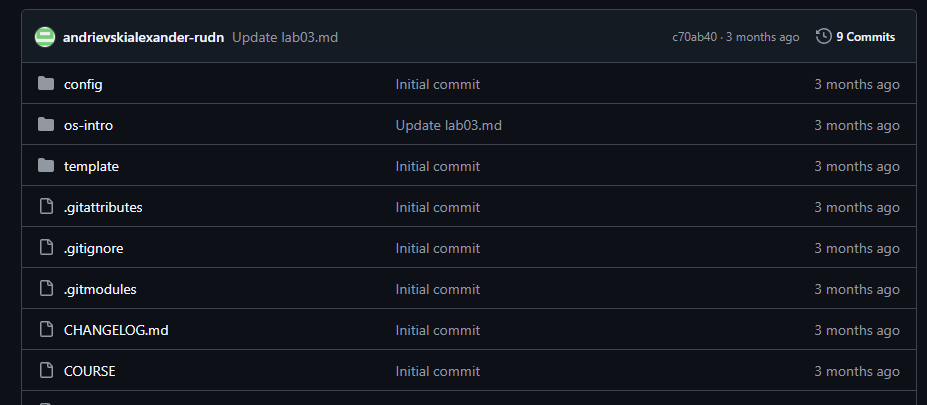 andrievskialexander-rudn Update lab03.md c70ab40 · 3 months ago 9 Commits
config Initial commit 3 months ago
os-intro Update lab03.md 3 months ago
template Initial commit 3 months ago
.gitattributes Initial commit 3 months ago
.gitignore Initial commit 3 months ago
.gitmodules Initial commit 3 months ago
CHANGELOG.md Initial commit 3 months ago
COURSE Initial commit 3 months ago